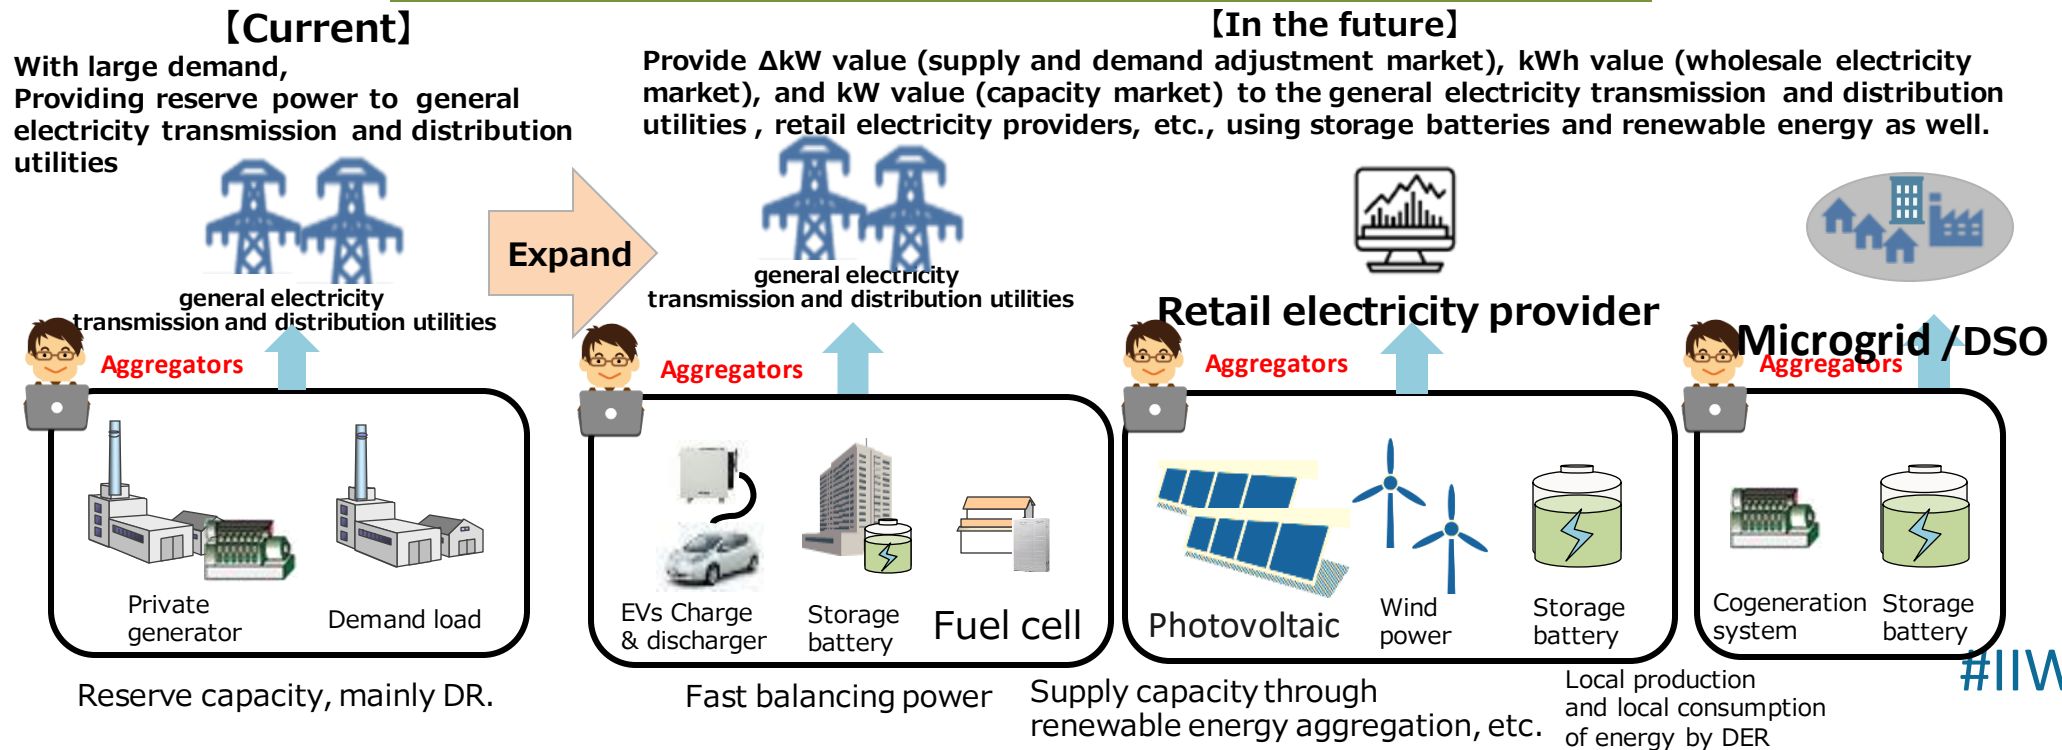 【Current】
With large demand,
Providing reserve power to general
electricity transmission and distribution
utilities
general electricity
transmission and distribution utilities
Aggregators
Private
generator
Demand load
Reserve capacity, mainly DR.
Expand
【In the future】
Provide ΔkW value (supply and demand adjustment market), kWh value (wholesale electricity
market), and kW value (capacity market) to the general electricity transmission and distribution
utilities , retail electricity providers, etc., using storage batteries and renewable energy as well.
general electricity
transmission and distribution utilities
Aggregators
EVs Charge
& discharger
Storage
battery
Fuel cell
Fast balancing power
Retail electricity provider
Aggregators
Photovoltaic
Wind
power
Storage
battery
Supply capacity through
renewable energy aggregation, etc.
Microgrid /DSO
Aggregators
Cogeneration
system
Storage
battery
Local production
and local consumption
of energy by DER
#IIW